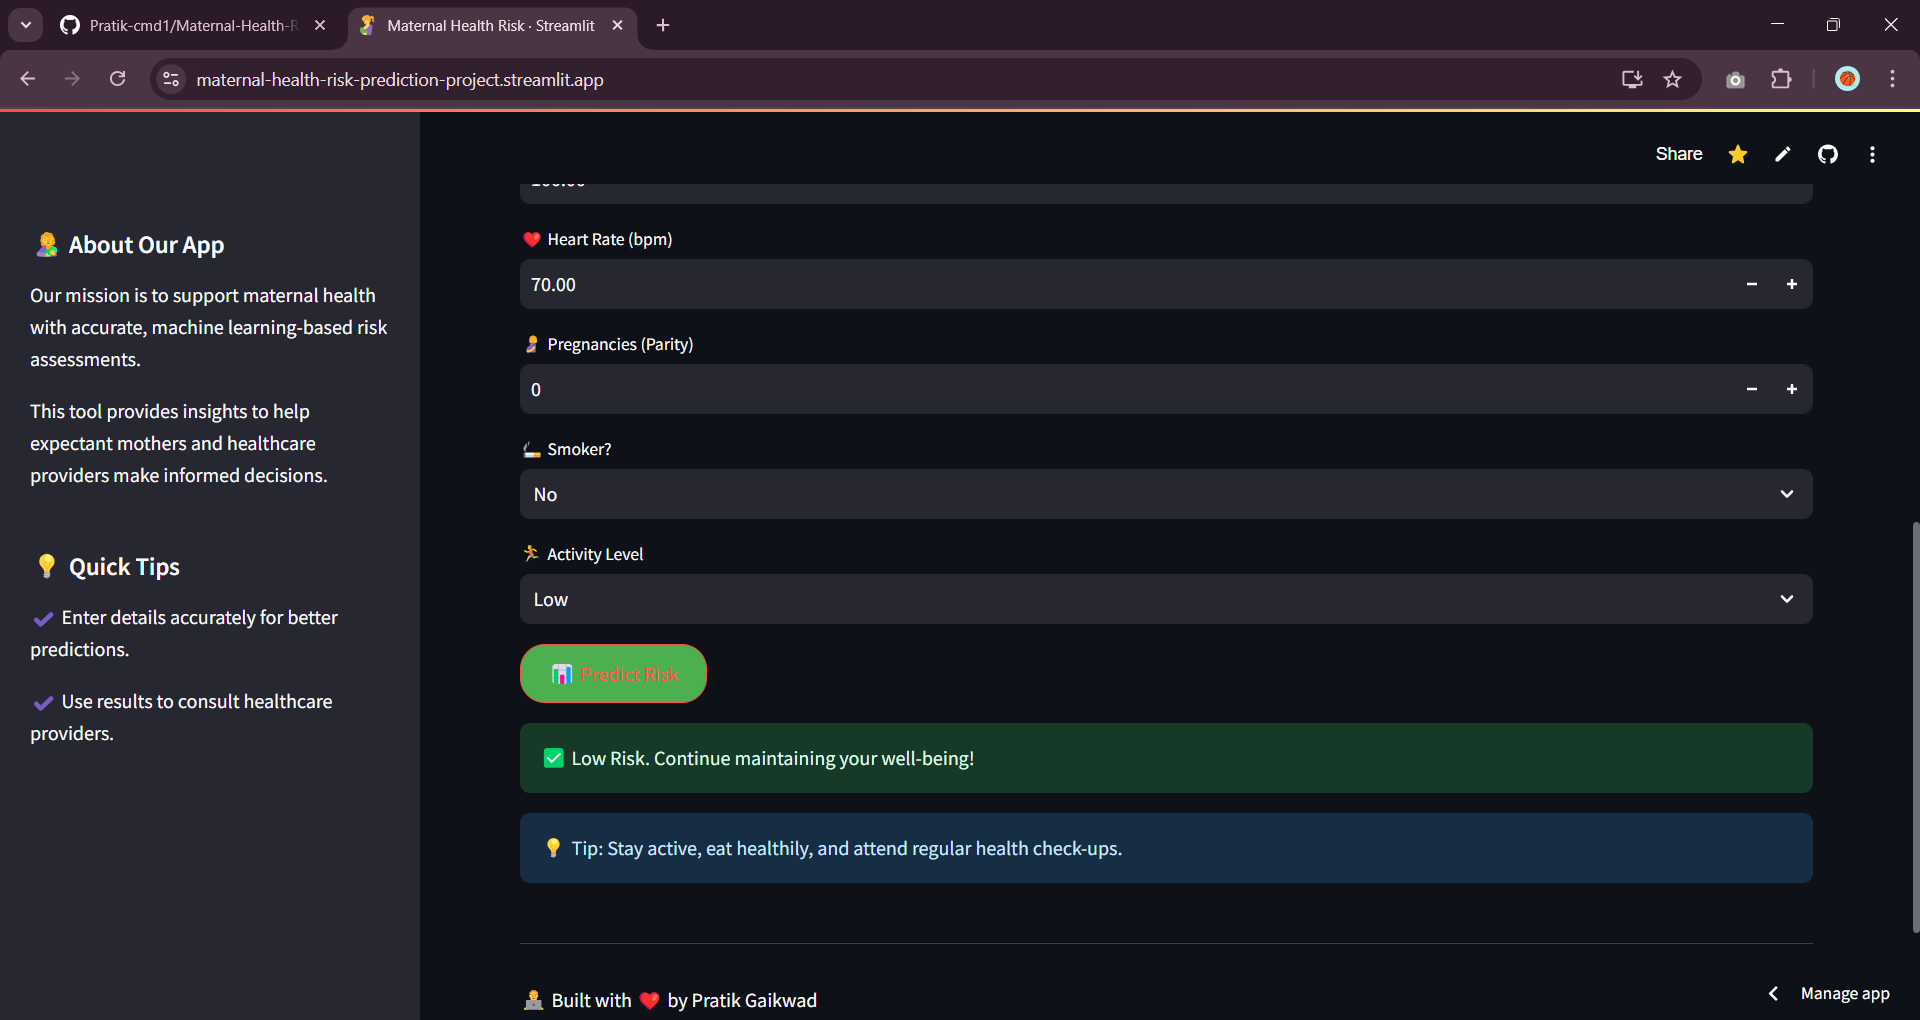 Pratik-cmd1/Maternal-Health-R
Maternal Health Risk · Streamlit
maternal-health-risk-prediction-project.streamlit.app
Share
About Our App
Our mission is to support maternal health
with accurate, machine learning-based risk
assessments.
This tool provides insights to help
expectant mothers and healthcare
providers make informed decisions.
Quick Tips
Enter details accurately for better
predictions.
Use results to consult healthcare
providers.
Heart Rate (bpm)
70.00
Pregnancies (Parity)
0
Smoker?
No
Activity Level
Low
Predict Risk
Low Risk. Continue maintaining your well-being!
Tip: Stay active, eat healthily, and attend regular health check-ups.
Built with ❤️ by Pratik Gaikwad
Manage app